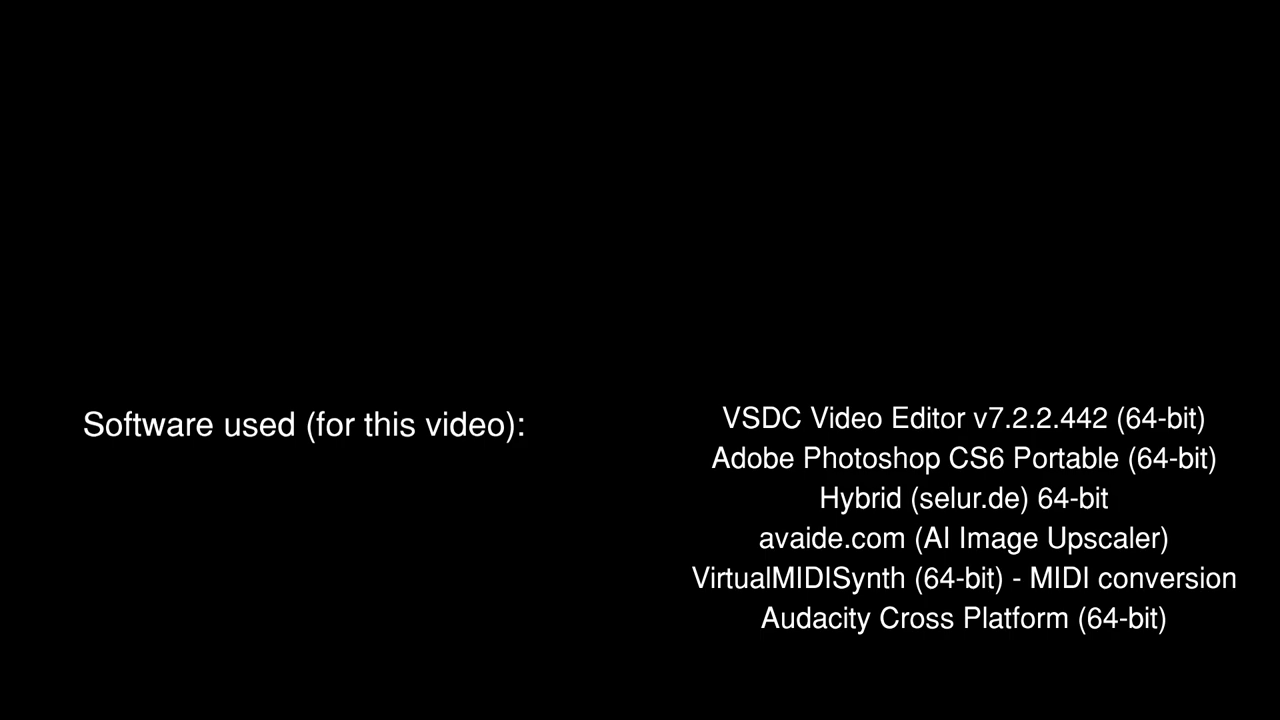 Software used (for this video):
VSDC Video Editor v7.2.2.442 (64-bit)
Adobe Photoshop CS6 Portable (64-bit)
Hybrid (selur.de) 64-bit
avaide.com (AI Image Upscaler)
VirtualMIDISynth (64-bit) - MIDI conversion
Audacity Cross Platform (64-bit)